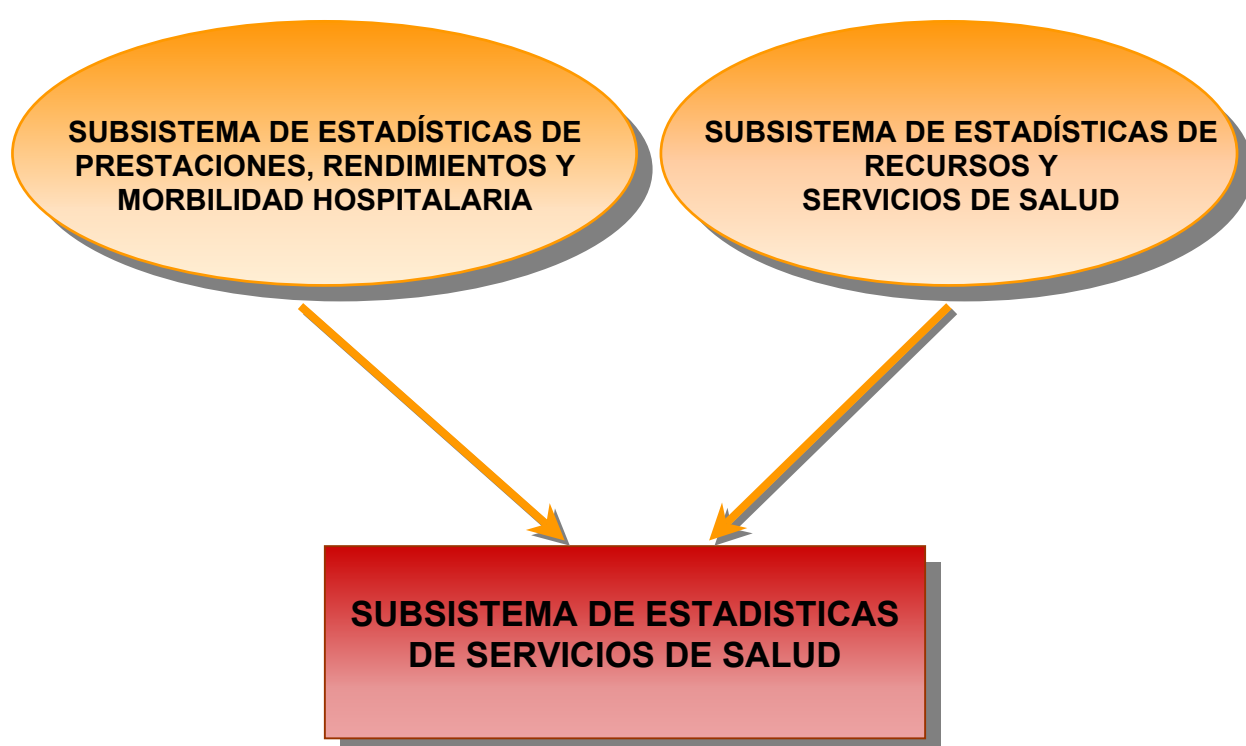 SUBSISTEMA DE ESTADÍSTICAS DE
PRESTACIONES, RENDIMIENTOS Y
MORBILIDAD HOSPITALARIA
SUBSISTEMA DE ESTADÍSTICAS DE
RECURSOS Y
SERVICIOS DE SALUD
SUBSISTEMA DE ESTADISTICAS
DE SERVICIOS DE SALUD